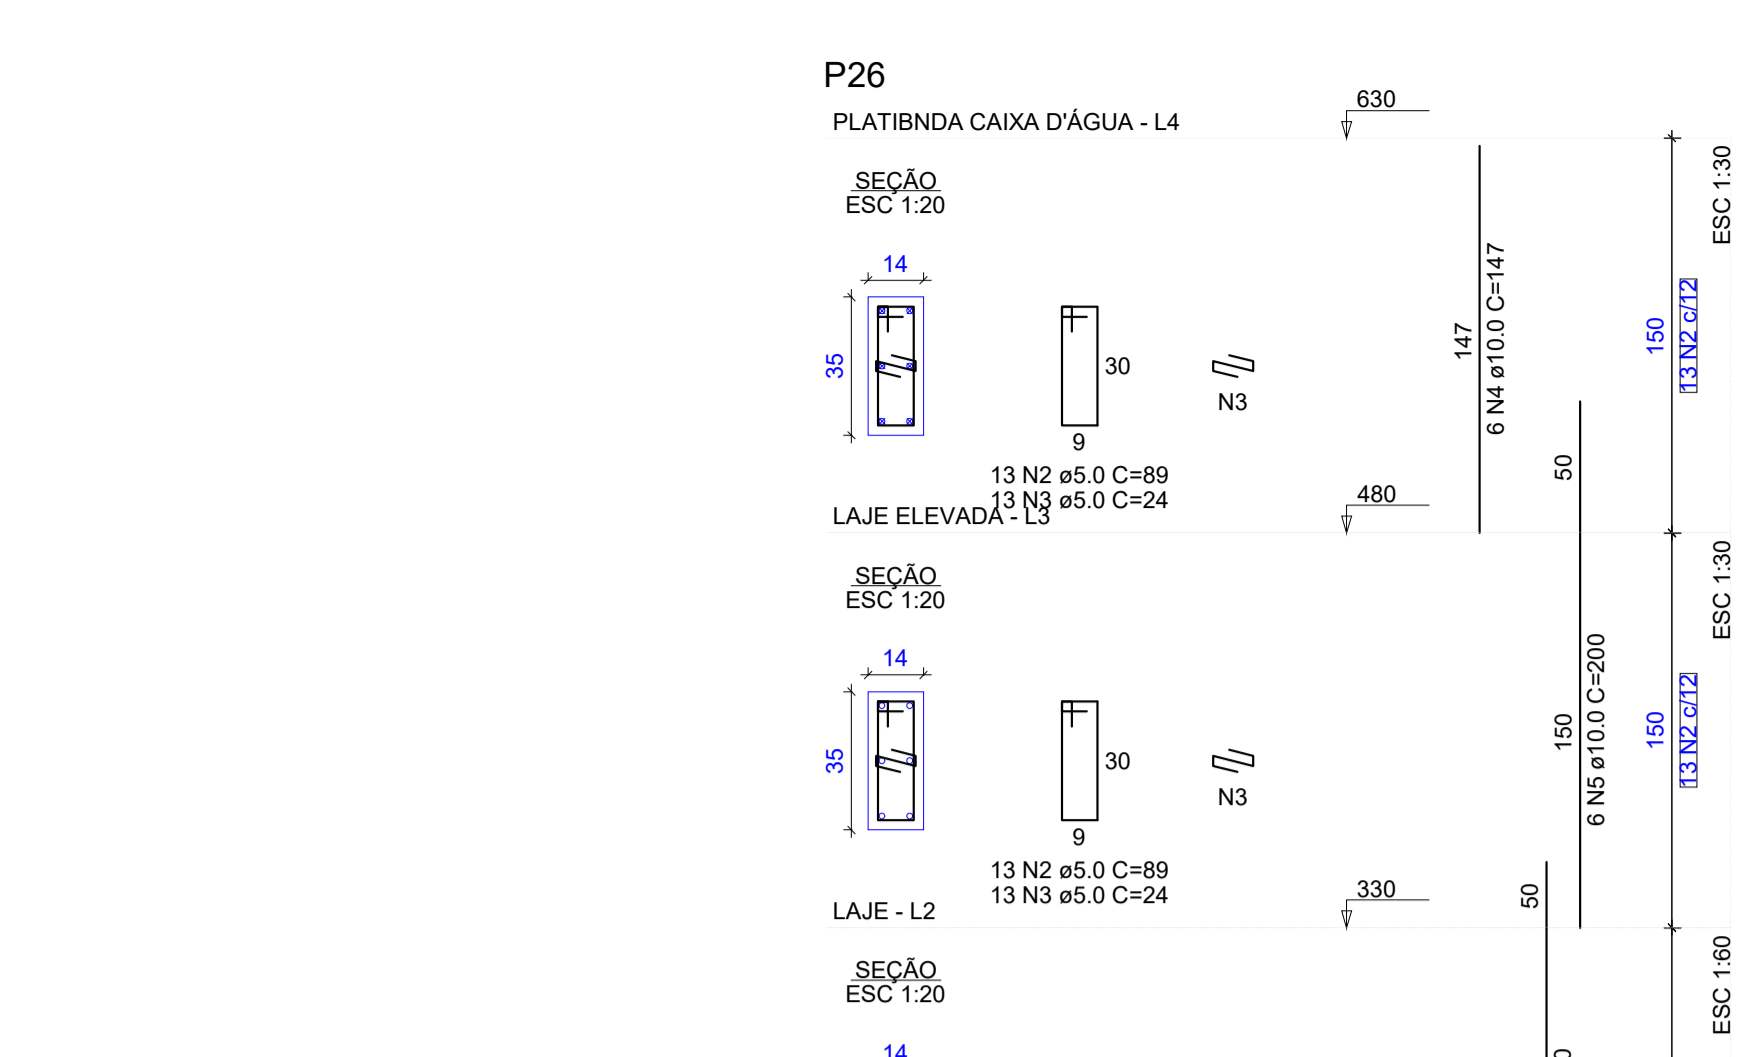 P26
PLATIBNDA CAIXA D'ÁGUA - L4
630
SEÇÃO
ESC 1:20
ESC 1:30
14
35
30
9
N3
13 N2 ø5.0 C=89
13 N3 ø5.0 C=24
147
6 N4 ø10.0 C=147
150
13 N2 c/12
50
LAJE ELEVADA - L3
480
SEÇÃO
ESC 1:20
ESC 1:30
14
35
30
9
N3
13 N2 ø5.0 C=89
13 N3 ø5.0 C=24
150
6 N5 ø10.0 C=200
150
13 N2 c/12
50
LAJE - L2
330
SEÇÃO
ESC 1:20
ESC 1:60
14